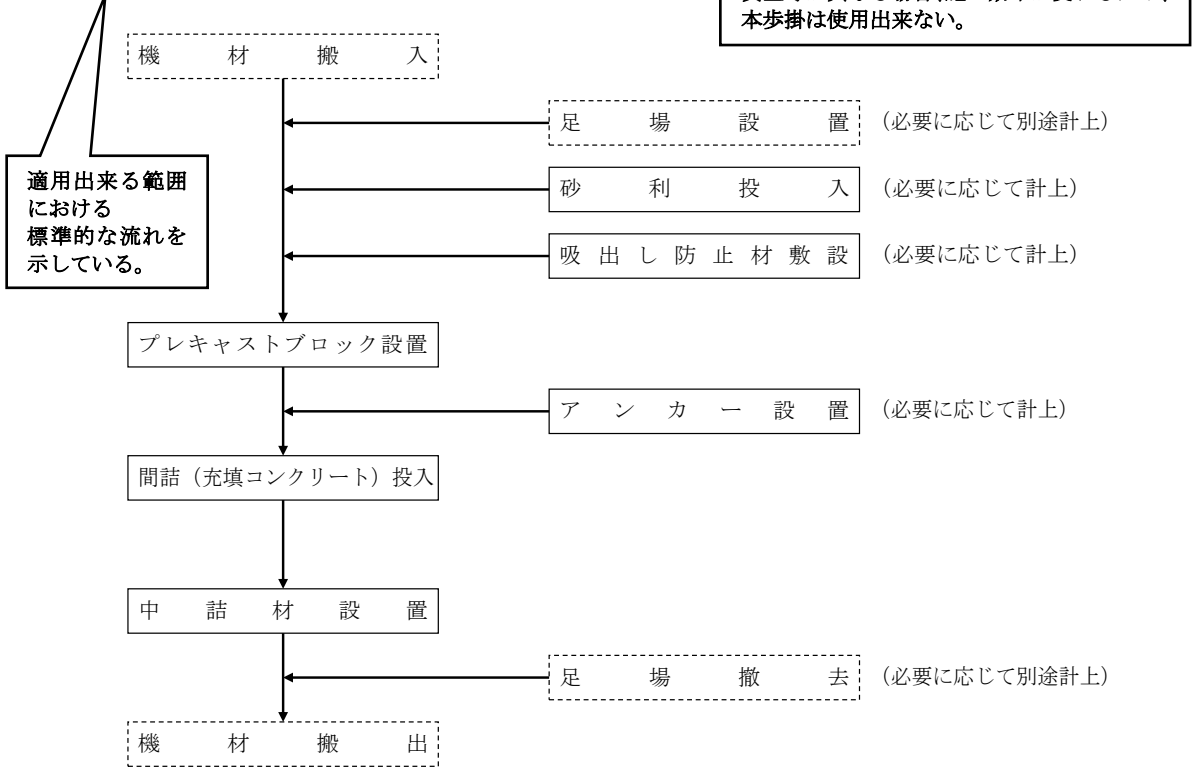 本歩掛は使用出来ない。
機材搬入
足場設置 (必要に応じて別途計上)
適用出来る範囲
における
標準的な流れを
示している。
砂利投入 (必要に応じて計上)
吸出し防止材敷設 (必要に応じて計上)
プレキャストブロック設置
アンカー設置 (必要に応じて計上)
間詰（充填コンクリート）投入
中詰材設置
足場撤去 (必要に応じて別途計上)
機材搬出